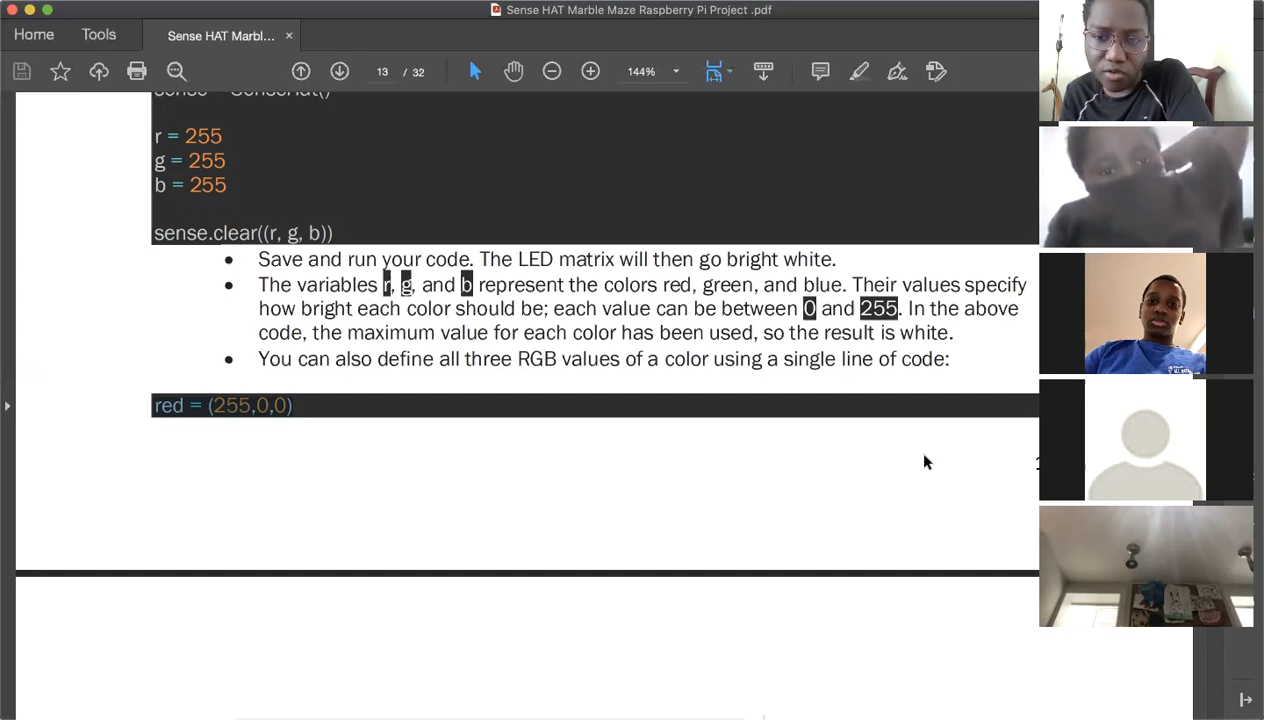 Sense HAT Marble Maze Raspberry Pi Project .pdf
Home Tools Sense HAT Marbl... ×
13 / 32 144%
sense = SenseHat()
r = 255
g = 255
b = 255
sense.clear((r, g, b))
• Save and run your code. The LED matrix will then go bright white.
• The variables r, g, and b represent the colors red, green, and blue. Their values specify
how bright each color should be; each value can be between 0 and 255. In the above
code, the maximum value for each color has been used, so the result is white.
• You can also define all three RGB values of a color using a single line of code:
red = (255,0,0)